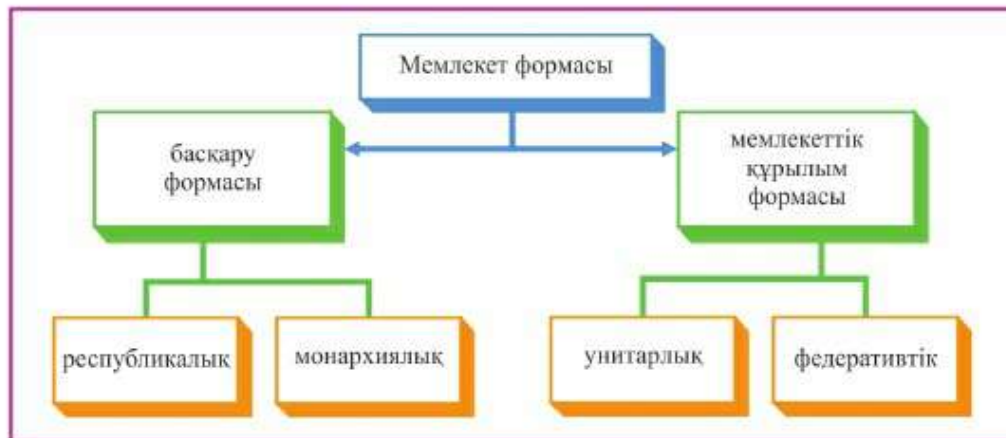 Мемлекет формасы
басқару
формасы
мемлекеттік
құрылым
формасы
республикалық
монархиялық
унитарлық
федеративтік